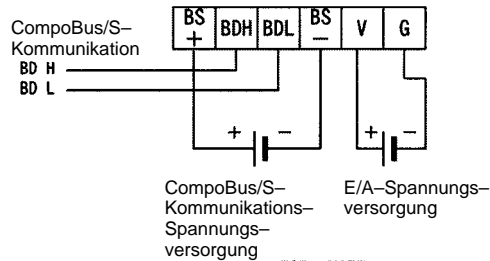 CompoBus/S–
Kommunikation
BD H
BD L
BS + BDH BDL BS – V G
+ – + –
CompoBus/S–
Kommunikations–
Spannungs–
versorgung
E/A–Spannungs–
versorgung